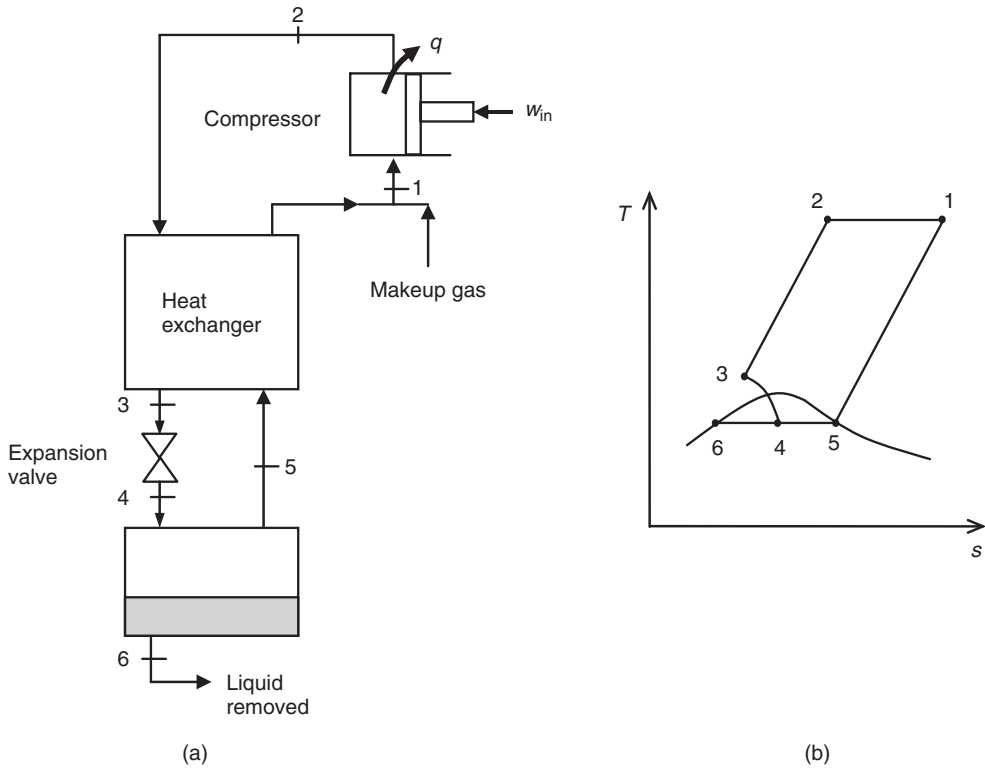 2
q
Compressor
w_in
1
Makeup gas
Heat
exchanger
3
Expansion
valve
4
5
6
Liquid
removed
(a)
T
2
1
3
6
4
5
s
(b)